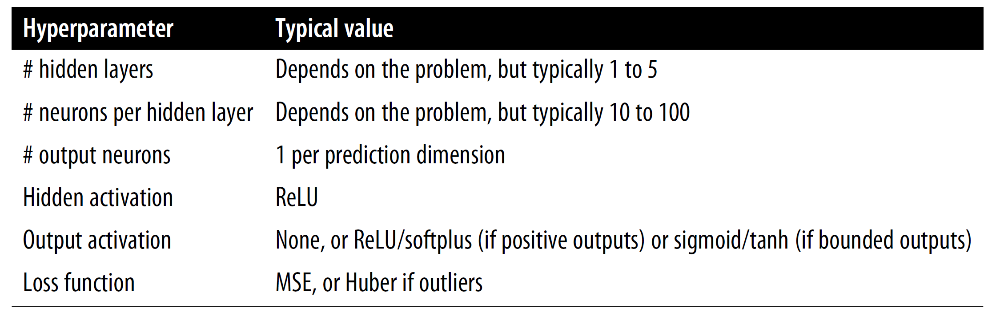 Hyperparameter Typical value
# hidden layers Depends on the problem, but typically 1 to 5
# neurons per hidden layer Depends on the problem, but typically 10 to 100
# output neurons 1 per prediction dimension
Hidden activation ReLU
Output activation None, or ReLU/softplus (if positive outputs) or sigmoid/tanh (if bounded outputs)
Loss function MSE, or Huber if outliers